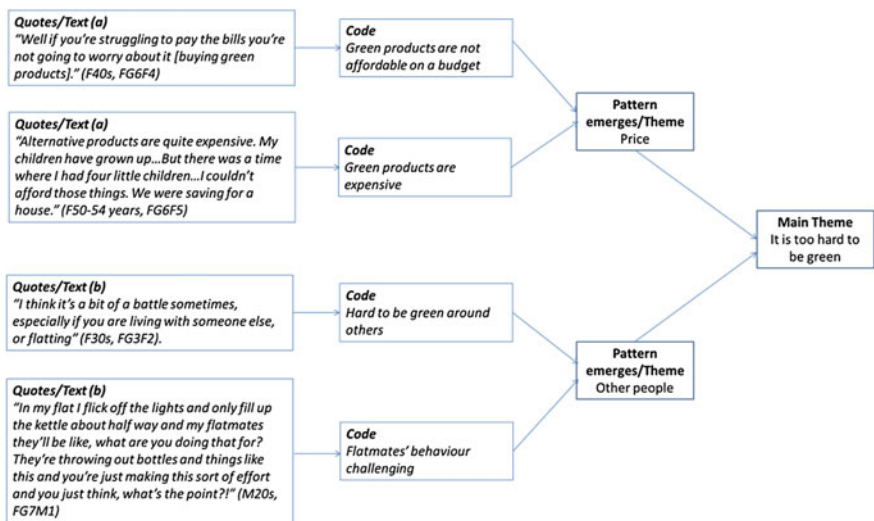 Quotes/Text (a)
“Well if you’re struggling to pay the bills you’re
not going to worry about it [buying green
products].” (F40s, FG6F4)
Code
Green products are not
affordable on a budget
Quotes/Text (a)
“Alternative products are quite expensive. My
children have grown up...But there was a time
where I had four little children...I couldn’t
afford those things. We were saving for a
house.” (F50-54 years, FG6F5)
Code
Green products are
expensive
Pattern
emerges/Theme
Price
Main Theme
It is too hard to
be green
Quotes/Text (b)
“I think it’s a bit of a battle sometimes,
especially if you are living with someone else,
or flatting” (F30s, FG3F2).
Code
Hard to be green around
others
Pattern
emerges/Theme
Other people
Quotes/Text (b)
“In my flat I flick off the lights and only fill up
the kettle about half way and my flatmates
they’ll be like, what are you doing that for?
They’re throwing out bottles and things like
this and you’re just making this sort of effort
and you just think, what’s the point?!” (M20s,
FG7M1)
Code
Flatmates’ behaviour
challenging